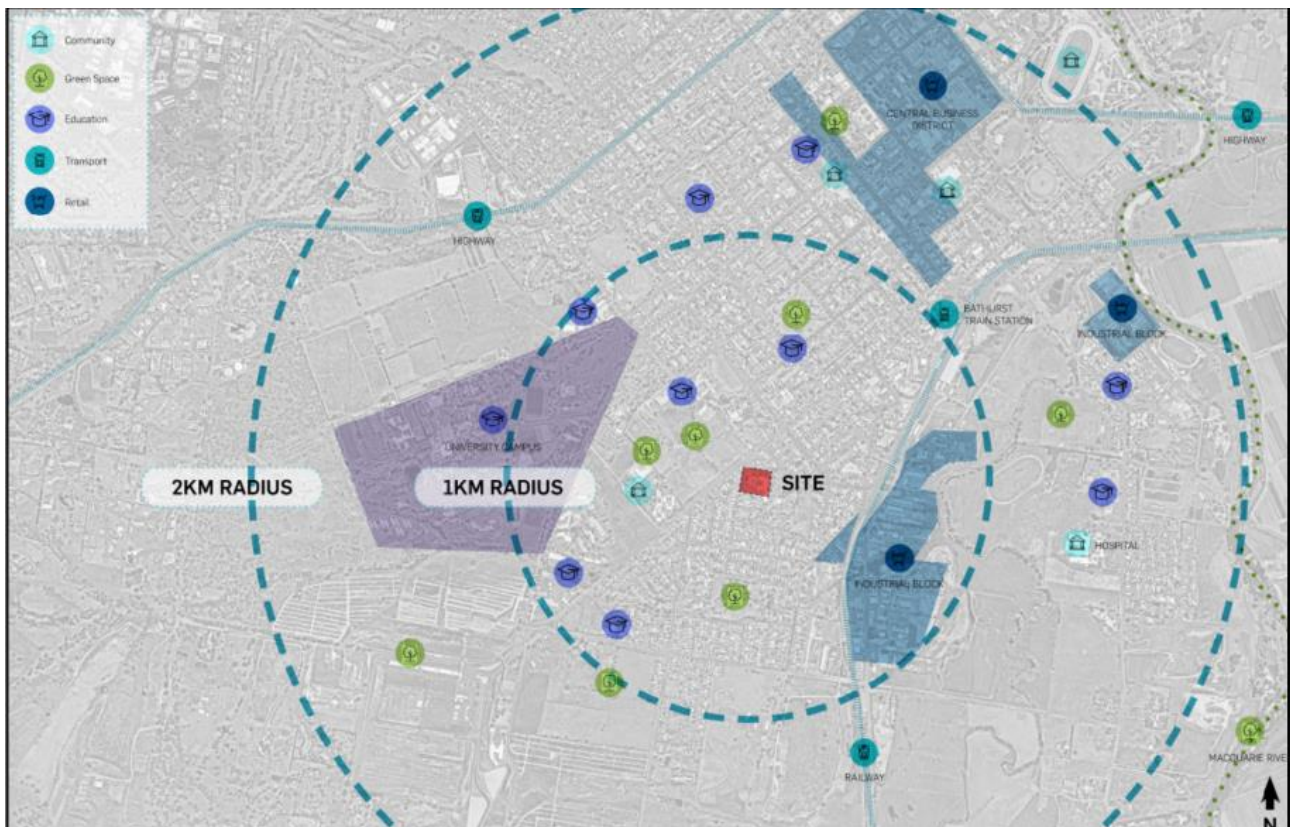 Community
Green Space
Education
Transport
Retail
CENTRAL BUSINESS
DISTRICT
HIGHWAY
HIGHWAY
BATHURST
TRAIN STATION
INDUSTRIAL BLOCK
UNIVERSITY CAMPUS
2KM RADIUS
1KM RADIUS
SITE
HOSPITAL
INDUSTRIAL BLOCK
RAILWAY
MACQUARIE RIVE
N